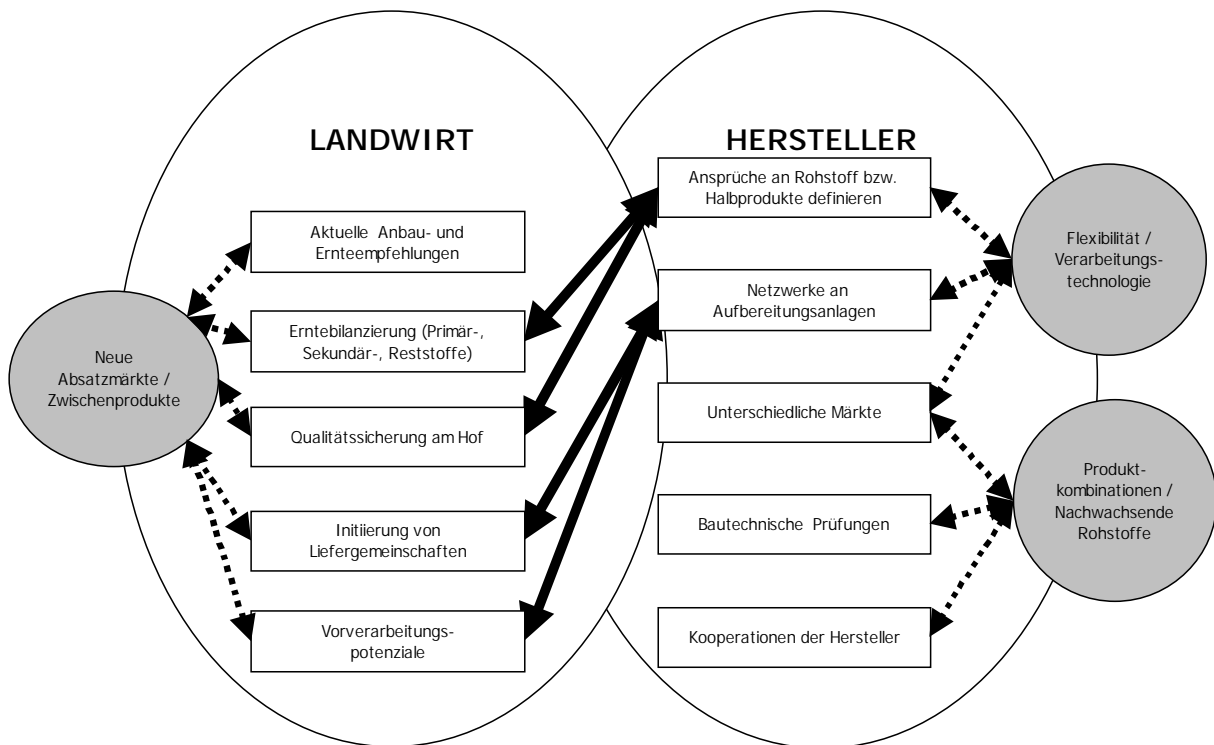 LANDWIRT
HERSTELLER
Aktuelle Anbau- und
Ernteempfehlungen
Erntebilanzierung (Primär-,
Sekundär-, Reststoffe)
Qualitätssicherung am Hof
Initiierung von
Liefergemeinschaften
Vorverarbeitungs-
potenziale
Neue
Absatzmärkte /
Zwischenprodukte
Ansprüche an Rohstoff bzw.
Halbprodukte definieren
Netzwerke an
Aufbereitungsanlagen
Unterschiedliche Märkte
Bautechnische Prüfungen
Kooperationen der Hersteller
Flexibilität /
Verarbeitungs-
technologie
Produkt-
kombinationen /
Nachwachsende
Rohstoffe